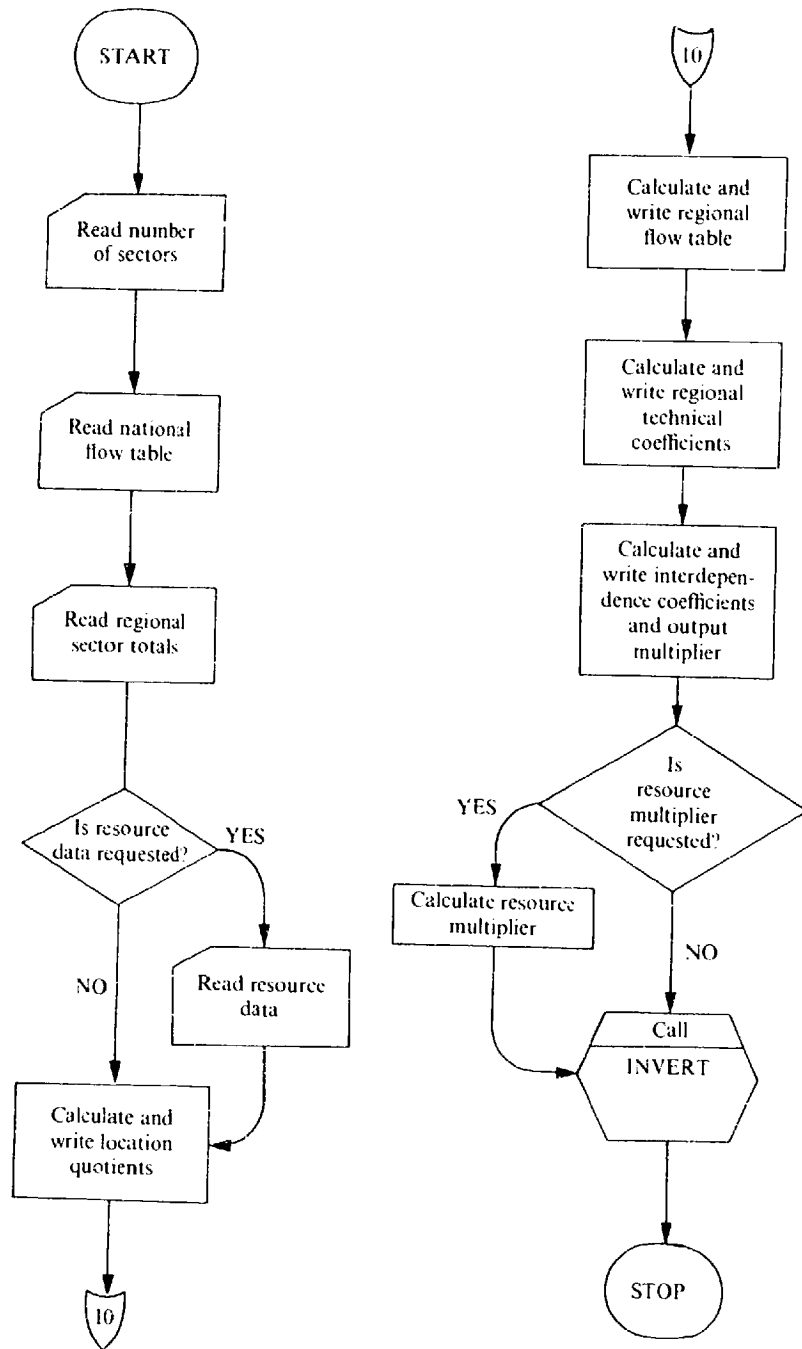 START
Read number
of sectors
Read national
flow table
Read regional
sector totals
Is resource
data requested?
YES
NO
Read resource
data
Calculate and
write location
quotients
10
10
Calculate and
write regional
flow table
Calculate and
write regional
technical
coefficients
Calculate and
write interdepen-
dence coefficients
and output
multiplier
Is
resource
multiplier
requested?
YES
Calculate resource
multiplier
NO
Call
INVERT
STOP